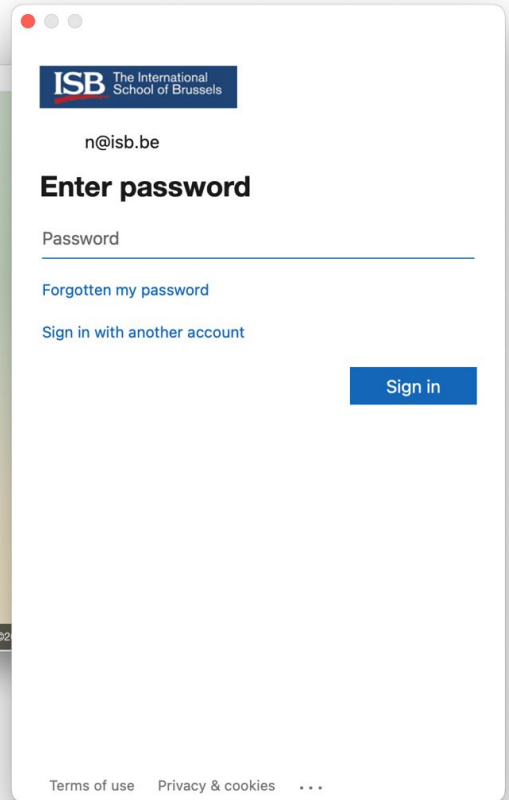 ISB The International
School of Brussels
n@isb.be
Enter password
Password
Forgotten my password
Sign in with another account
Sign in
©2
Terms of use Privacy & cookies ...